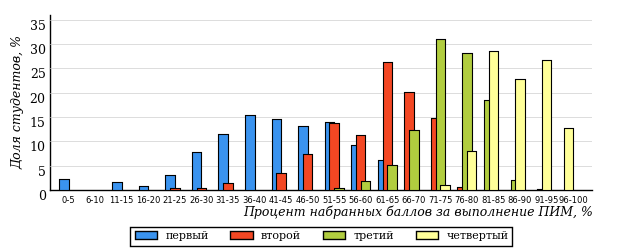 Доля студентов, %
35
30
25
20
15
10
5
0
0-5 6-10 11-15 16-20 21-25 26-30 31-35 36-40 41-45 46-50 51-55 56-60 61-65 66-70 71-75 76-80 81-85 86-90 91-95 96-100
Процент набранных баллов за выполнение ПИМ, %
первый второй третий четвертый